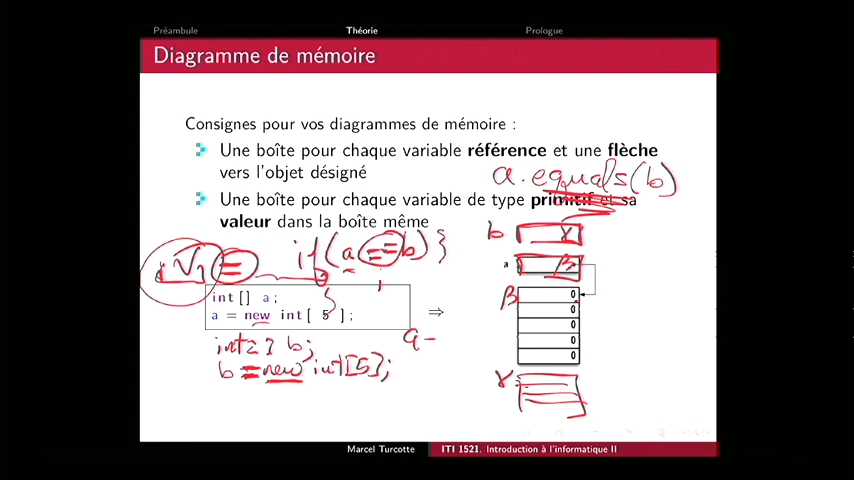 Préambule Théorie Prologue
Diagramme de mémoire
Consignes pour vos diagrammes de mémoire :
Une boîte pour chaque variable référence et une flèche
vers l'objet désigné
a.equals(b)
Une boîte pour chaque variable de type primitif et sa
valeur dans la boîte même
if(a==b)}
b γ
a β
int[] a;
a = new int[ 5 ];
⇒
β 0
0
0
0
0
int[] b;
b = new int[5];
a -
γ
Marcel Turcotte ITI 1521. Introduction à l'informatique II